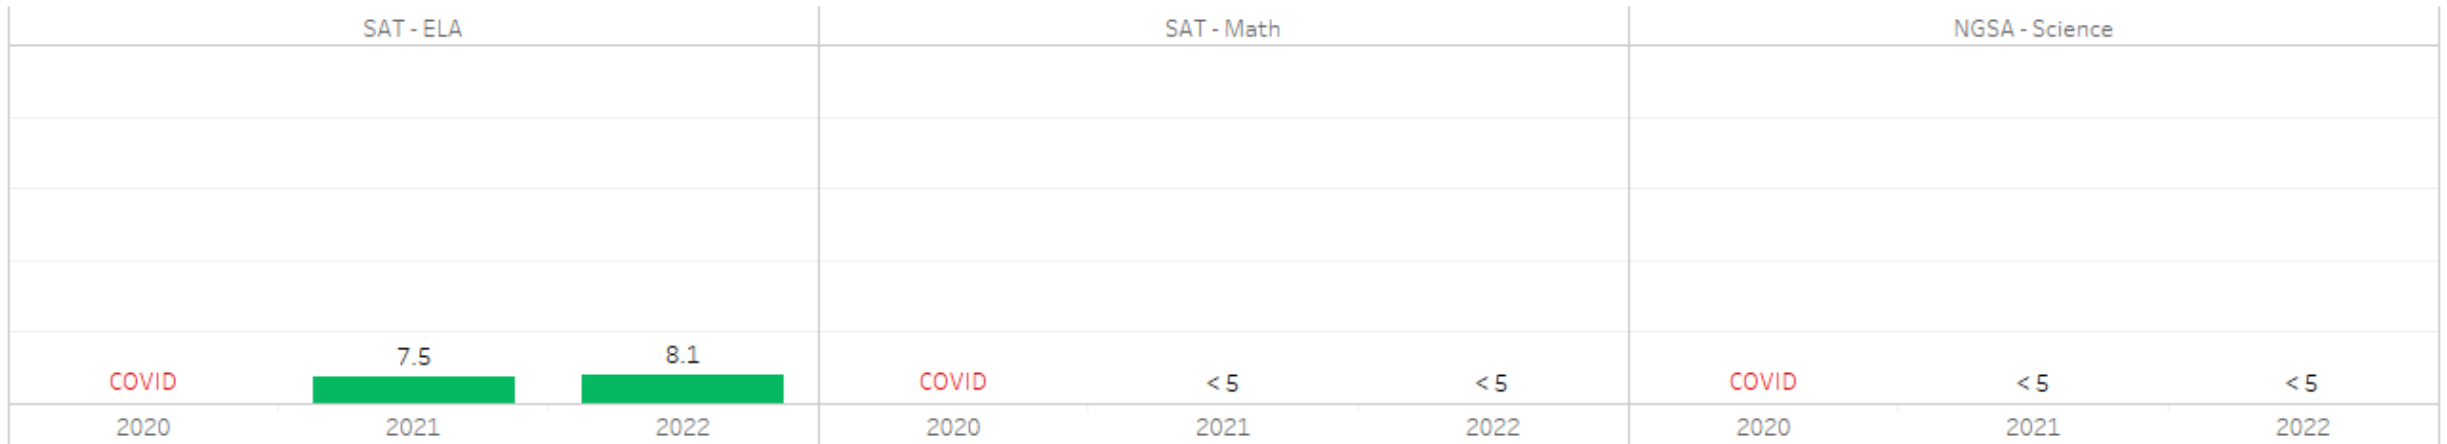 SAT - ELA SAT - Math NGSA - Science
7.5 8.1
COVID COVID < 5 < 5 COVID < 5 < 5
2020 2021 2022 2020 2021 2022 2020 2021 2022